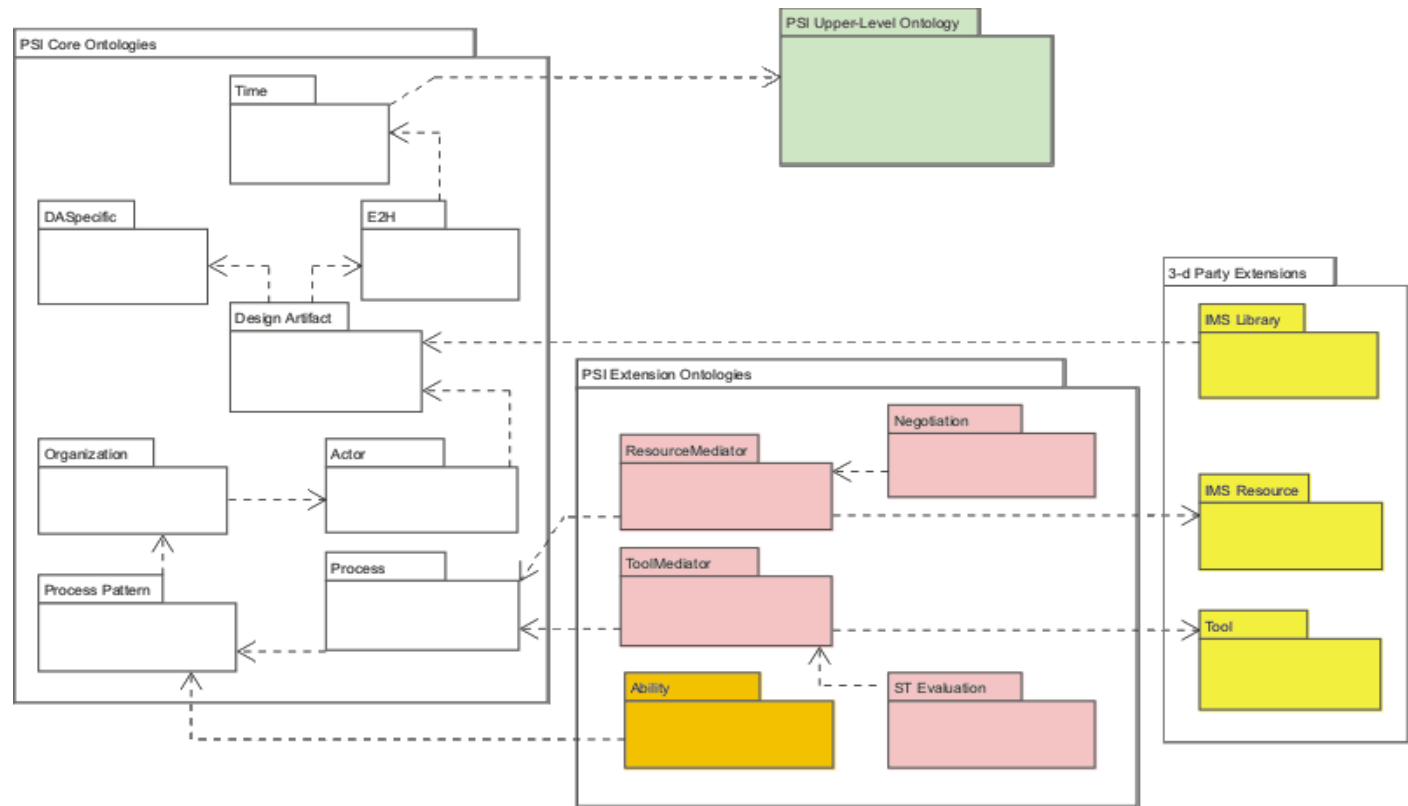 PSI Upper-Level Ontology
PSI Core Ontologies
Time
DASpecific
E2H
Design Artifact
Organization
Actor
Process Pattern
Process
PSI Extension Ontologies
Negotiation
ResourceMediator
ToolMediator
Ability
ST Evaluation
3-d Party Extensions
IMS Library
IMS Resource
Tool